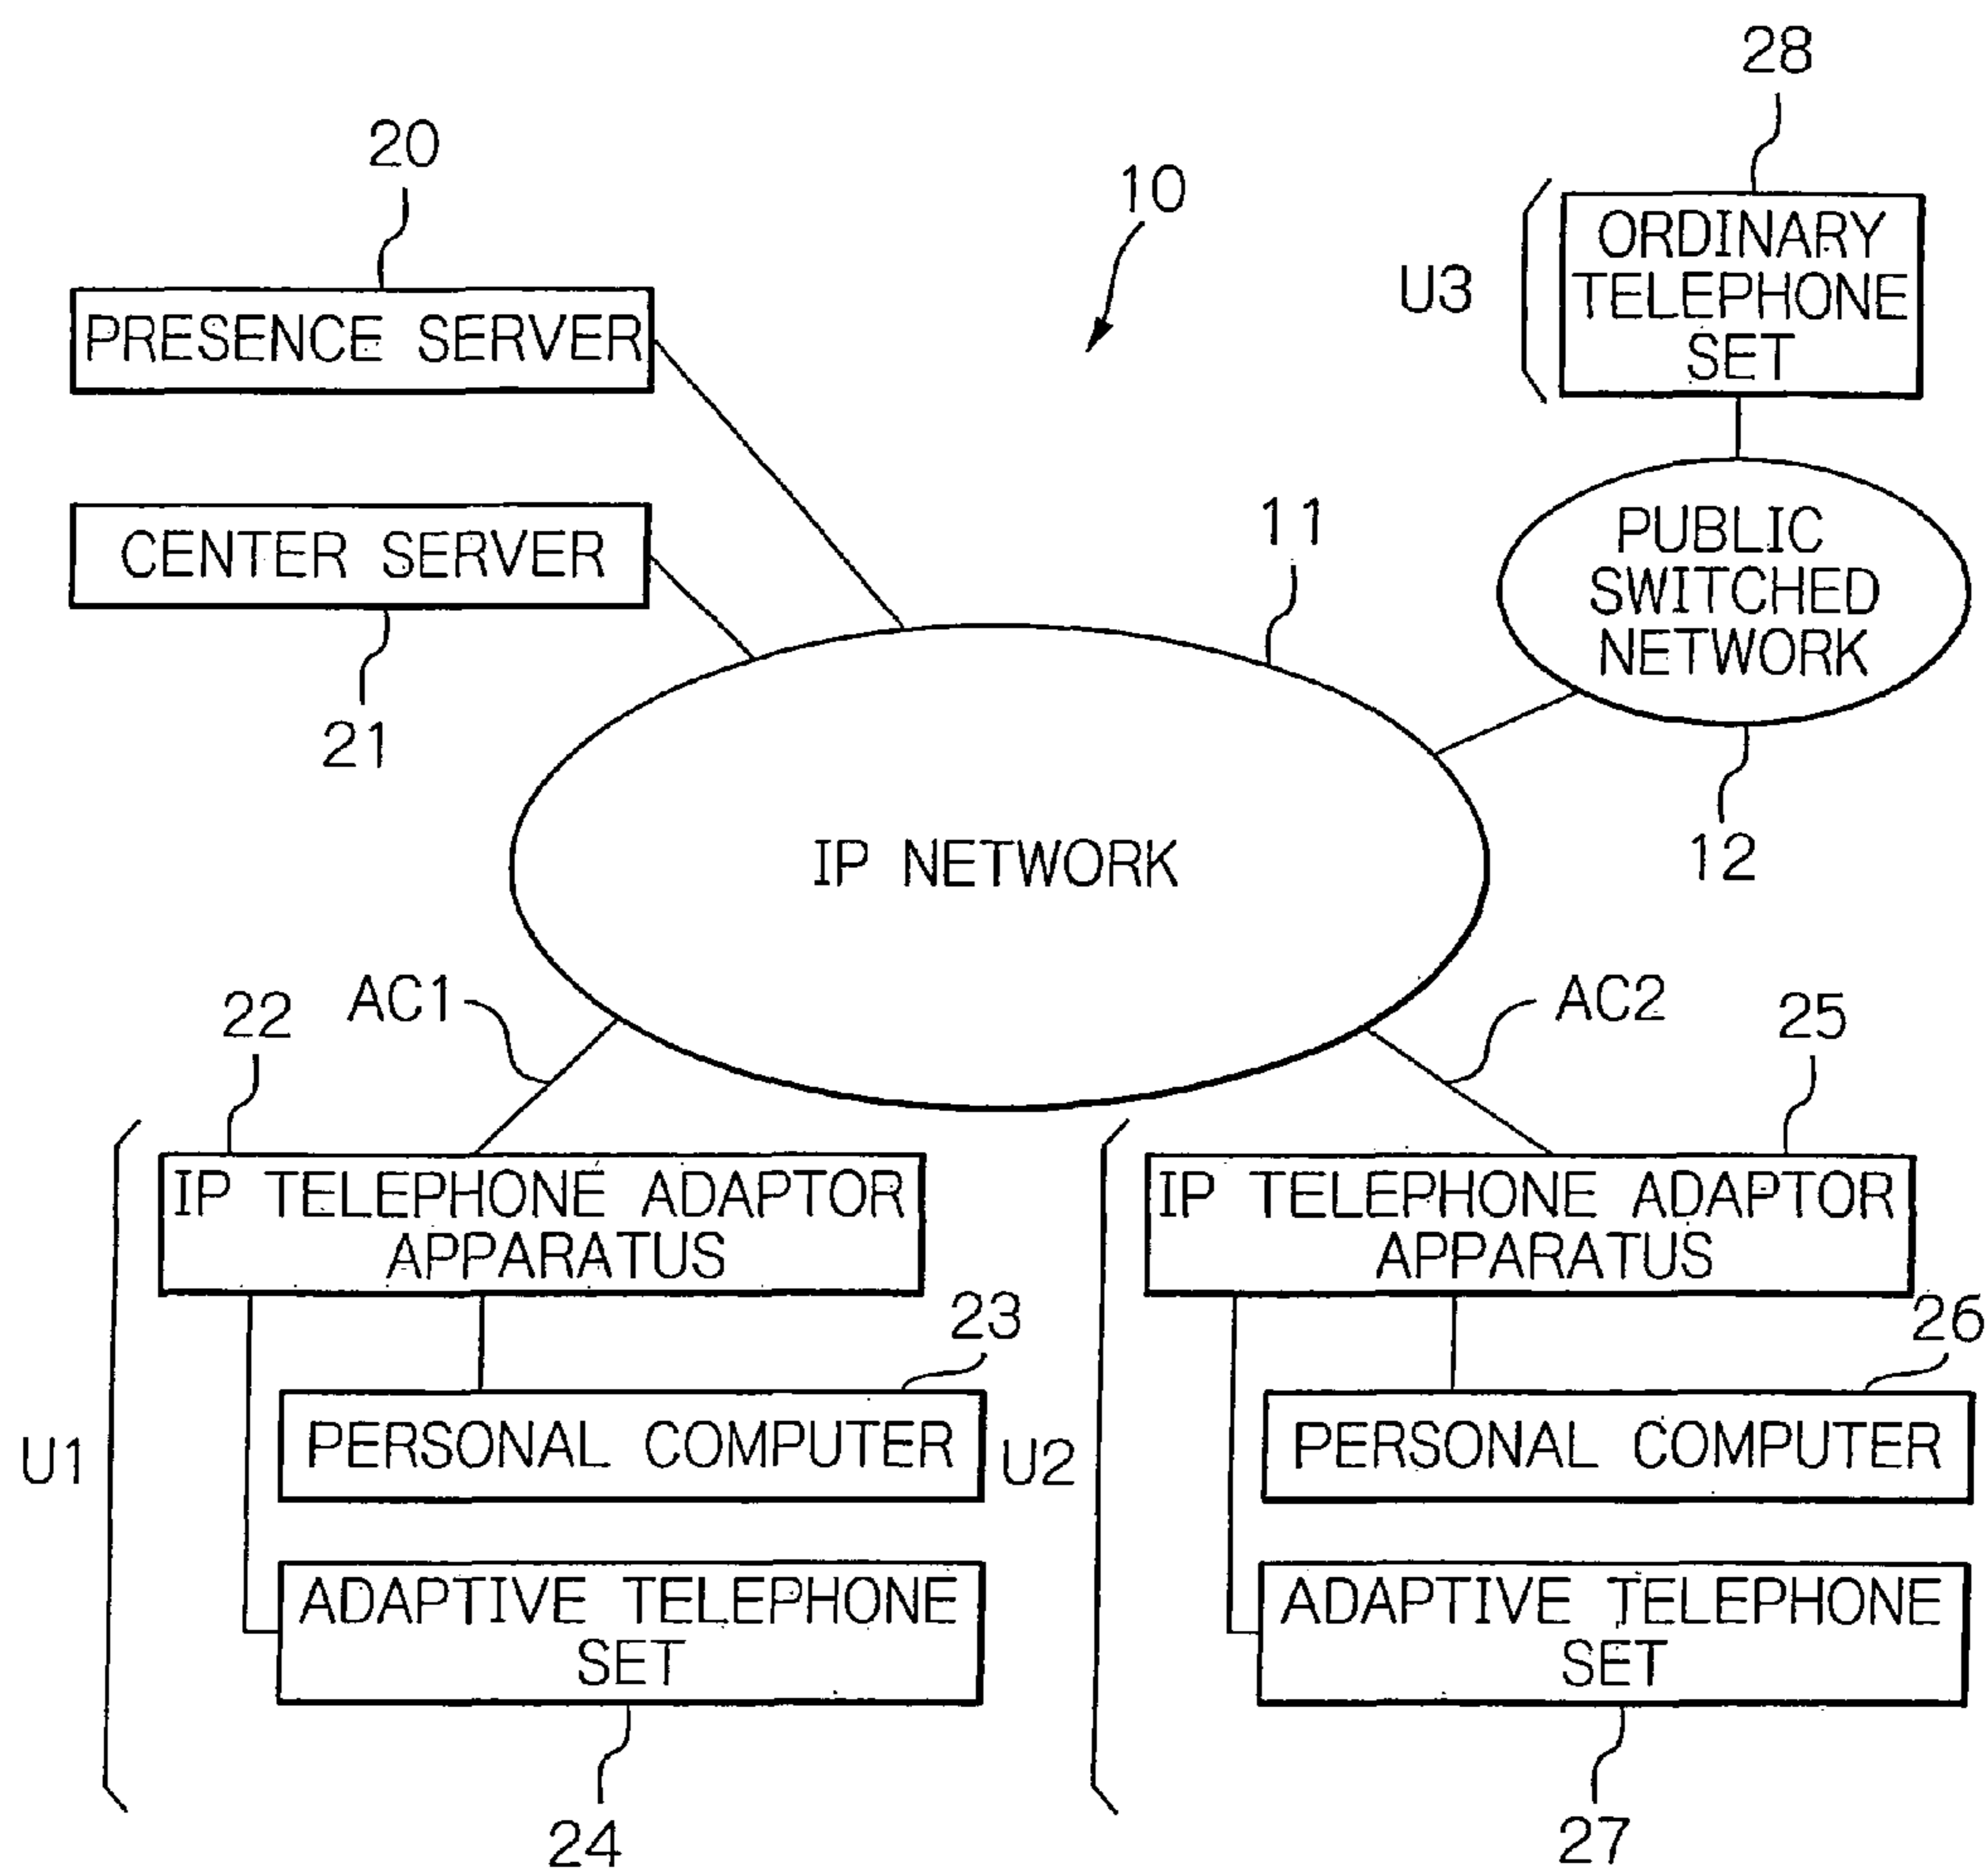 28
20
10
ORDINARY
TELEPHONE
SET
U3
PRESENCE SERVER
CENTER SERVER
11
PUBLIC
SWITCHED
NETWORK
21
12
IP NETWORK
AC1
AC2
22
25
IP TELEPHONE ADAPTOR
APPARATUS
IP TELEPHONE ADAPTOR
APPARATUS
23
26
U1
PERSONAL COMPUTER
U2
PERSONAL COMPUTER
ADAPTIVE TELEPHONE
SET
ADAPTIVE TELEPHONE
SET
24
27